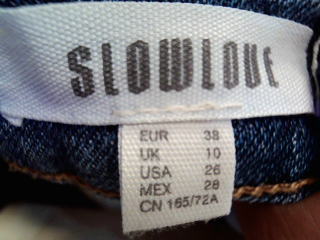 SLOWLOVE
EUR 38
UK 10
USA 26
MEX 28
CN 165/72A